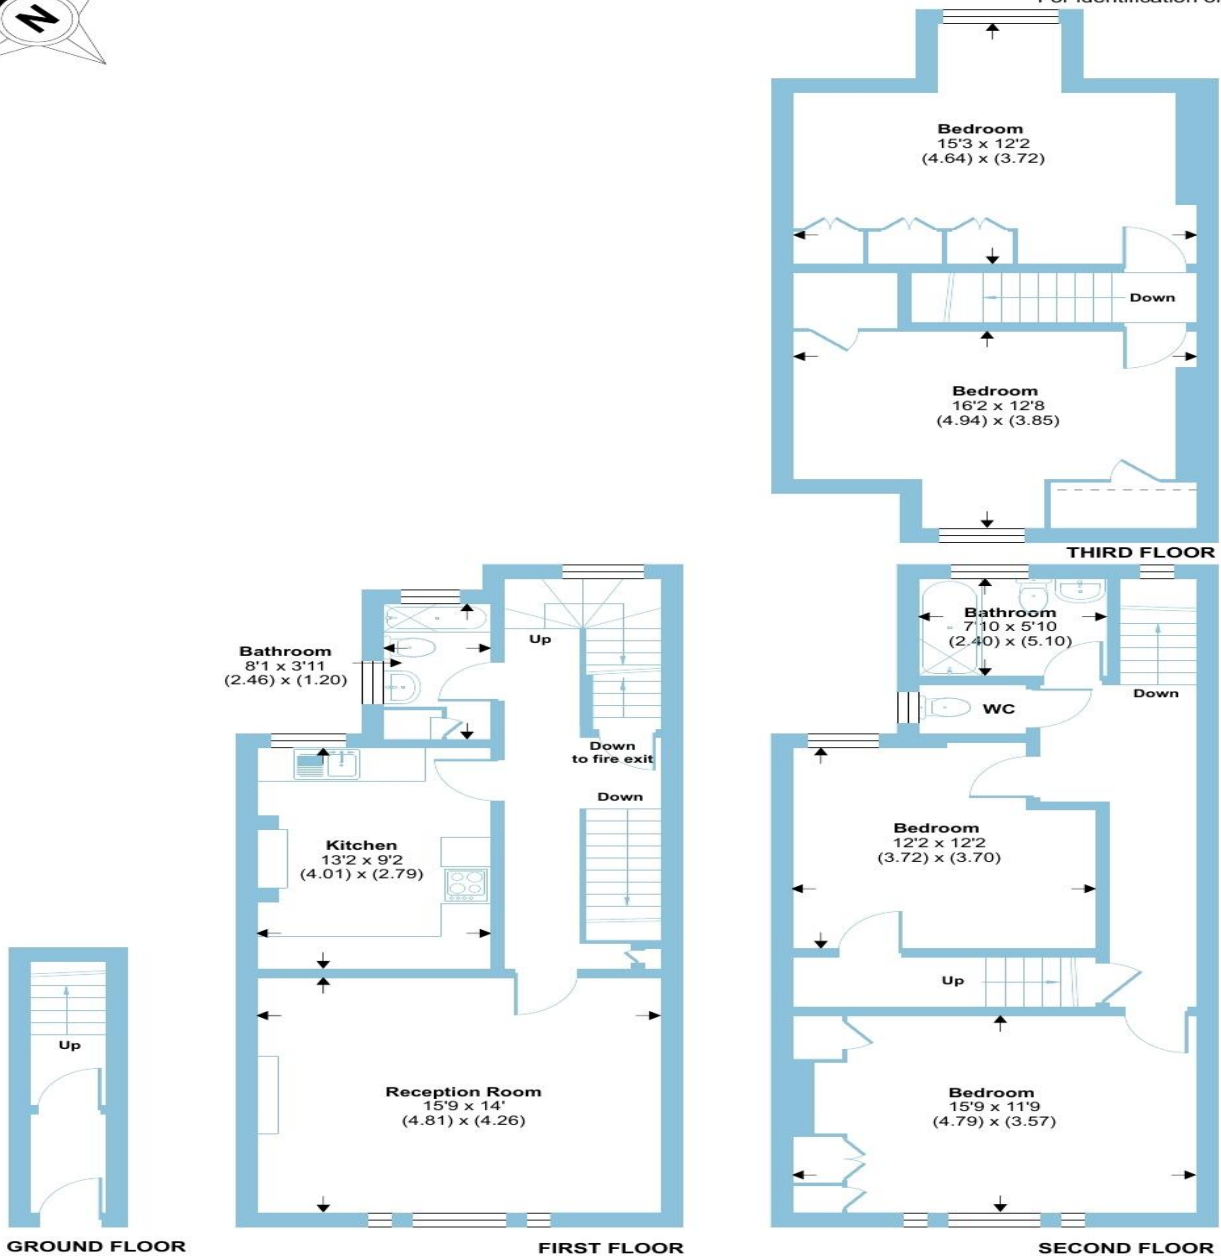 N
Bedroom
15'3 x 12'2
(4.64) x (3.72)
Down
Bedroom
16'2 x 12'8
(4.94) x (3.85)
THIRD FLOOR
Bathroom
8'1 x 3'11
(2.46) x (1.20)
Up
Down
to fire exit
Down
Kitchen
13'2 x 9'2
(4.01) x (2.79)
Reception Room
15'9 x 14'
(4.81) x (4.26)
FIRST FLOOR
Up
GROUND FLOOR
Bathroom
7'10 x 5'10
(2.40) x (5.10)
WC
Down
Bedroom
12'2 x 12'2
(3.72) x (3.70)
Up
Bedroom
15'9 x 11'9
(4.79) x (3.57)
SECOND FLOOR